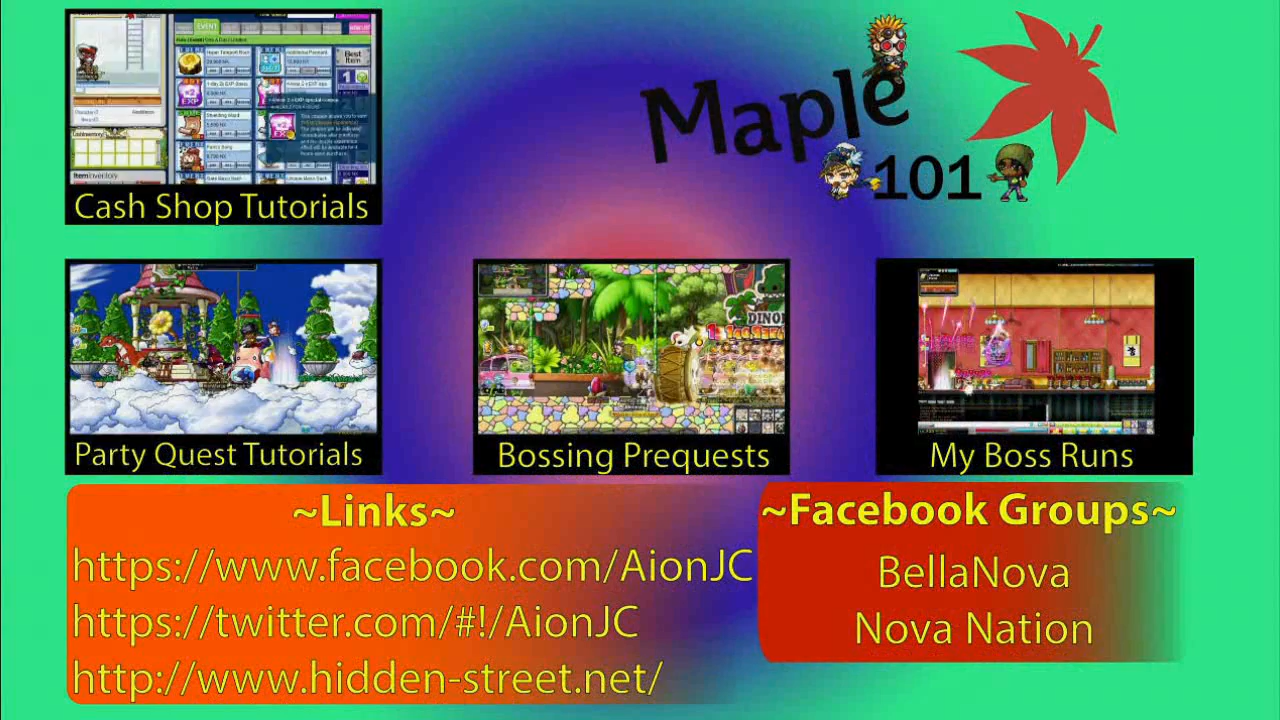 EVENT
Maple
101
Cash Shop Tutorials
Party Quest Tutorials
Bossing Prequests
My Boss Runs
~Links~
https://www.facebook.com/AionJC
https://twitter.com/#!/AionJC
http://www.hidden-street.net/
~Facebook Groups~
BellaNova
Nova Nation